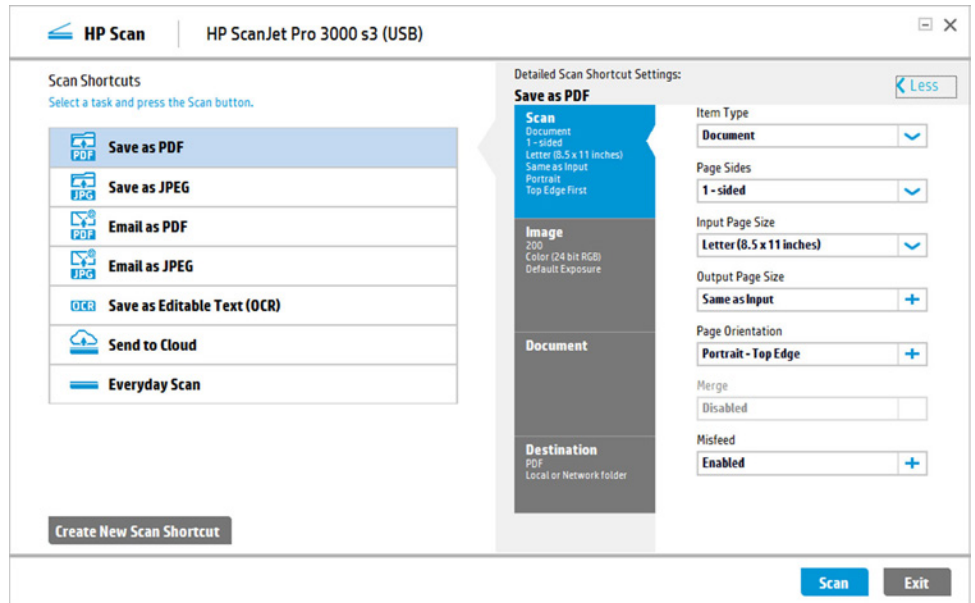 HP Scan
HP ScanJet Pro 3000 s3 (USB)
Scan Shortcuts
Select a task and press the Scan button.
PDF
Save as PDF
JPG
Save as JPEG
PDF
Email as PDF
JPG
Email as JPEG
OCR
Save as Editable Text (OCR)
Send to Cloud
Everyday Scan
Create New Scan Shortcut
Detailed Scan Shortcut Settings:
Save as PDF
Less
Scan
Document
1 - sided
Letter (8.5 x 11 inches)
Same as Input
Portrait
Top Edge First
Image
200
Color (24 bit RGB)
Default Exposure
Document
Destination
PDF
Local or Network folder
Item Type
Document
Page Sides
1 - sided
Input Page Size
Letter (8.5 x 11 inches)
Output Page Size
Same as Input
Page Orientation
Portrait - Top Edge
Merge
Disabled
Misfeed
Enabled
Scan
Exit